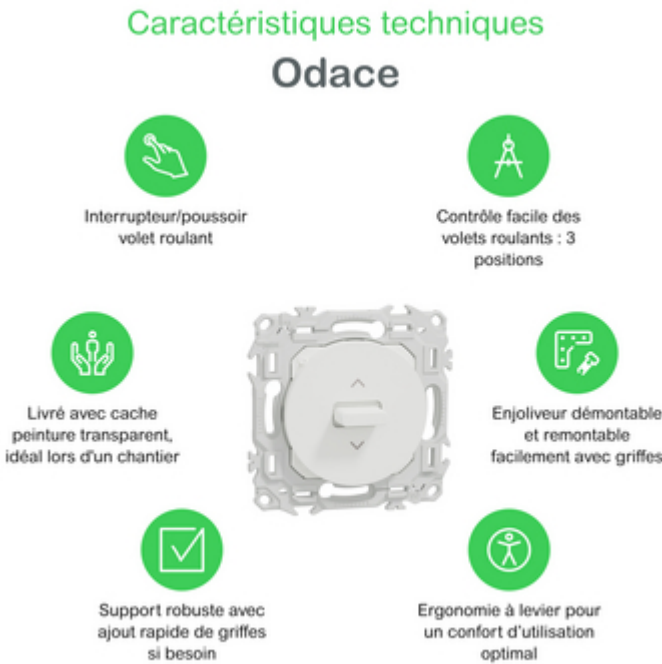 Caractéristiques techniques
Odace
Interrupteur/poussoir
volet roulant
Contrôle facile des
volets roulants : 3
positions
Livré avec cache
peinture transparent,
idéal lors d'un chantier
Enjoliveur démontable
et remontable
facilement avec griffes
Support robuste avec
ajout rapide de griffes
si besoin
Ergonomie à levier pour
un confort d'utilisation
optimal